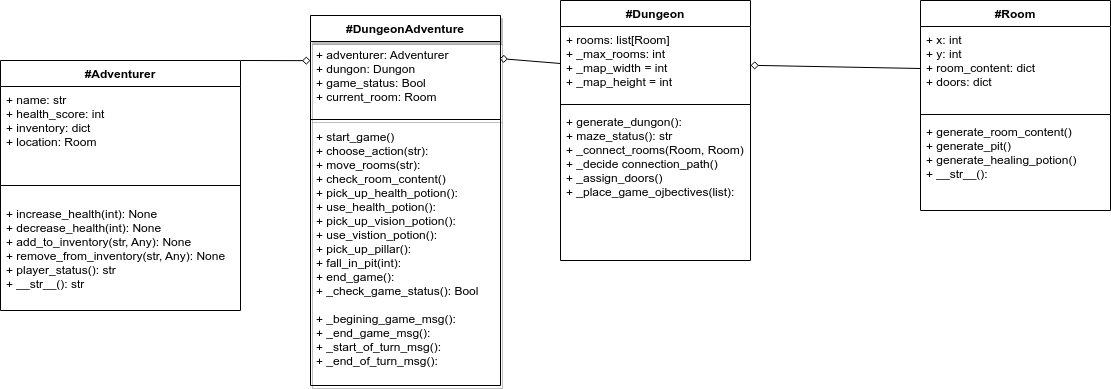 #Adventurer
+ name: str
+ health_score: int
+ inventory: dict
+ location: Room
+ increase_health(int): None
+ decrease_health(int): None
+ add_to_inventory(str, Any): None
+ remove_from_inventory(str, Any): None
+ player_status(): str
+ __str__(): str
#DungeonAdventure
+ adventurer: Adventurer
+ dungon: Dungon
+ game_status: Bool
+ current_room: Room
+ start_game()
+ choose_action(str):
+ move_rooms(str):
+ check_room_content()
+ pick_up_health_potion():
+ use_health_potion():
+ pick_up_vision_potion():
+ use_vistion_potion():
+ pick_up_pillar():
+ fall_in_pit(int):
+ end_game():
+ _check_game_status(): Bool
+ _begining_game_msg():
+ _end_game_msg():
+ _start_of_turn_msg():
+ _end_of_turn_msg():
#Dungeon
+ rooms: list[Room]
+ _max_rooms: int
+ _map_width = int
+ _map_height = int
+ generate_dungon():
+ maze_status(): str
+ _connect_rooms(Room, Room)
+ _decide connection_path()
+ _assign_doors()
+ _place_game_ojbectives(list):
#Room
+ x: int
+ y: int
+ room_content: dict
+ doors: dict
+ generate_room_content()
+ generate_pit()
+ generate_healing_potion()
+ __str__():